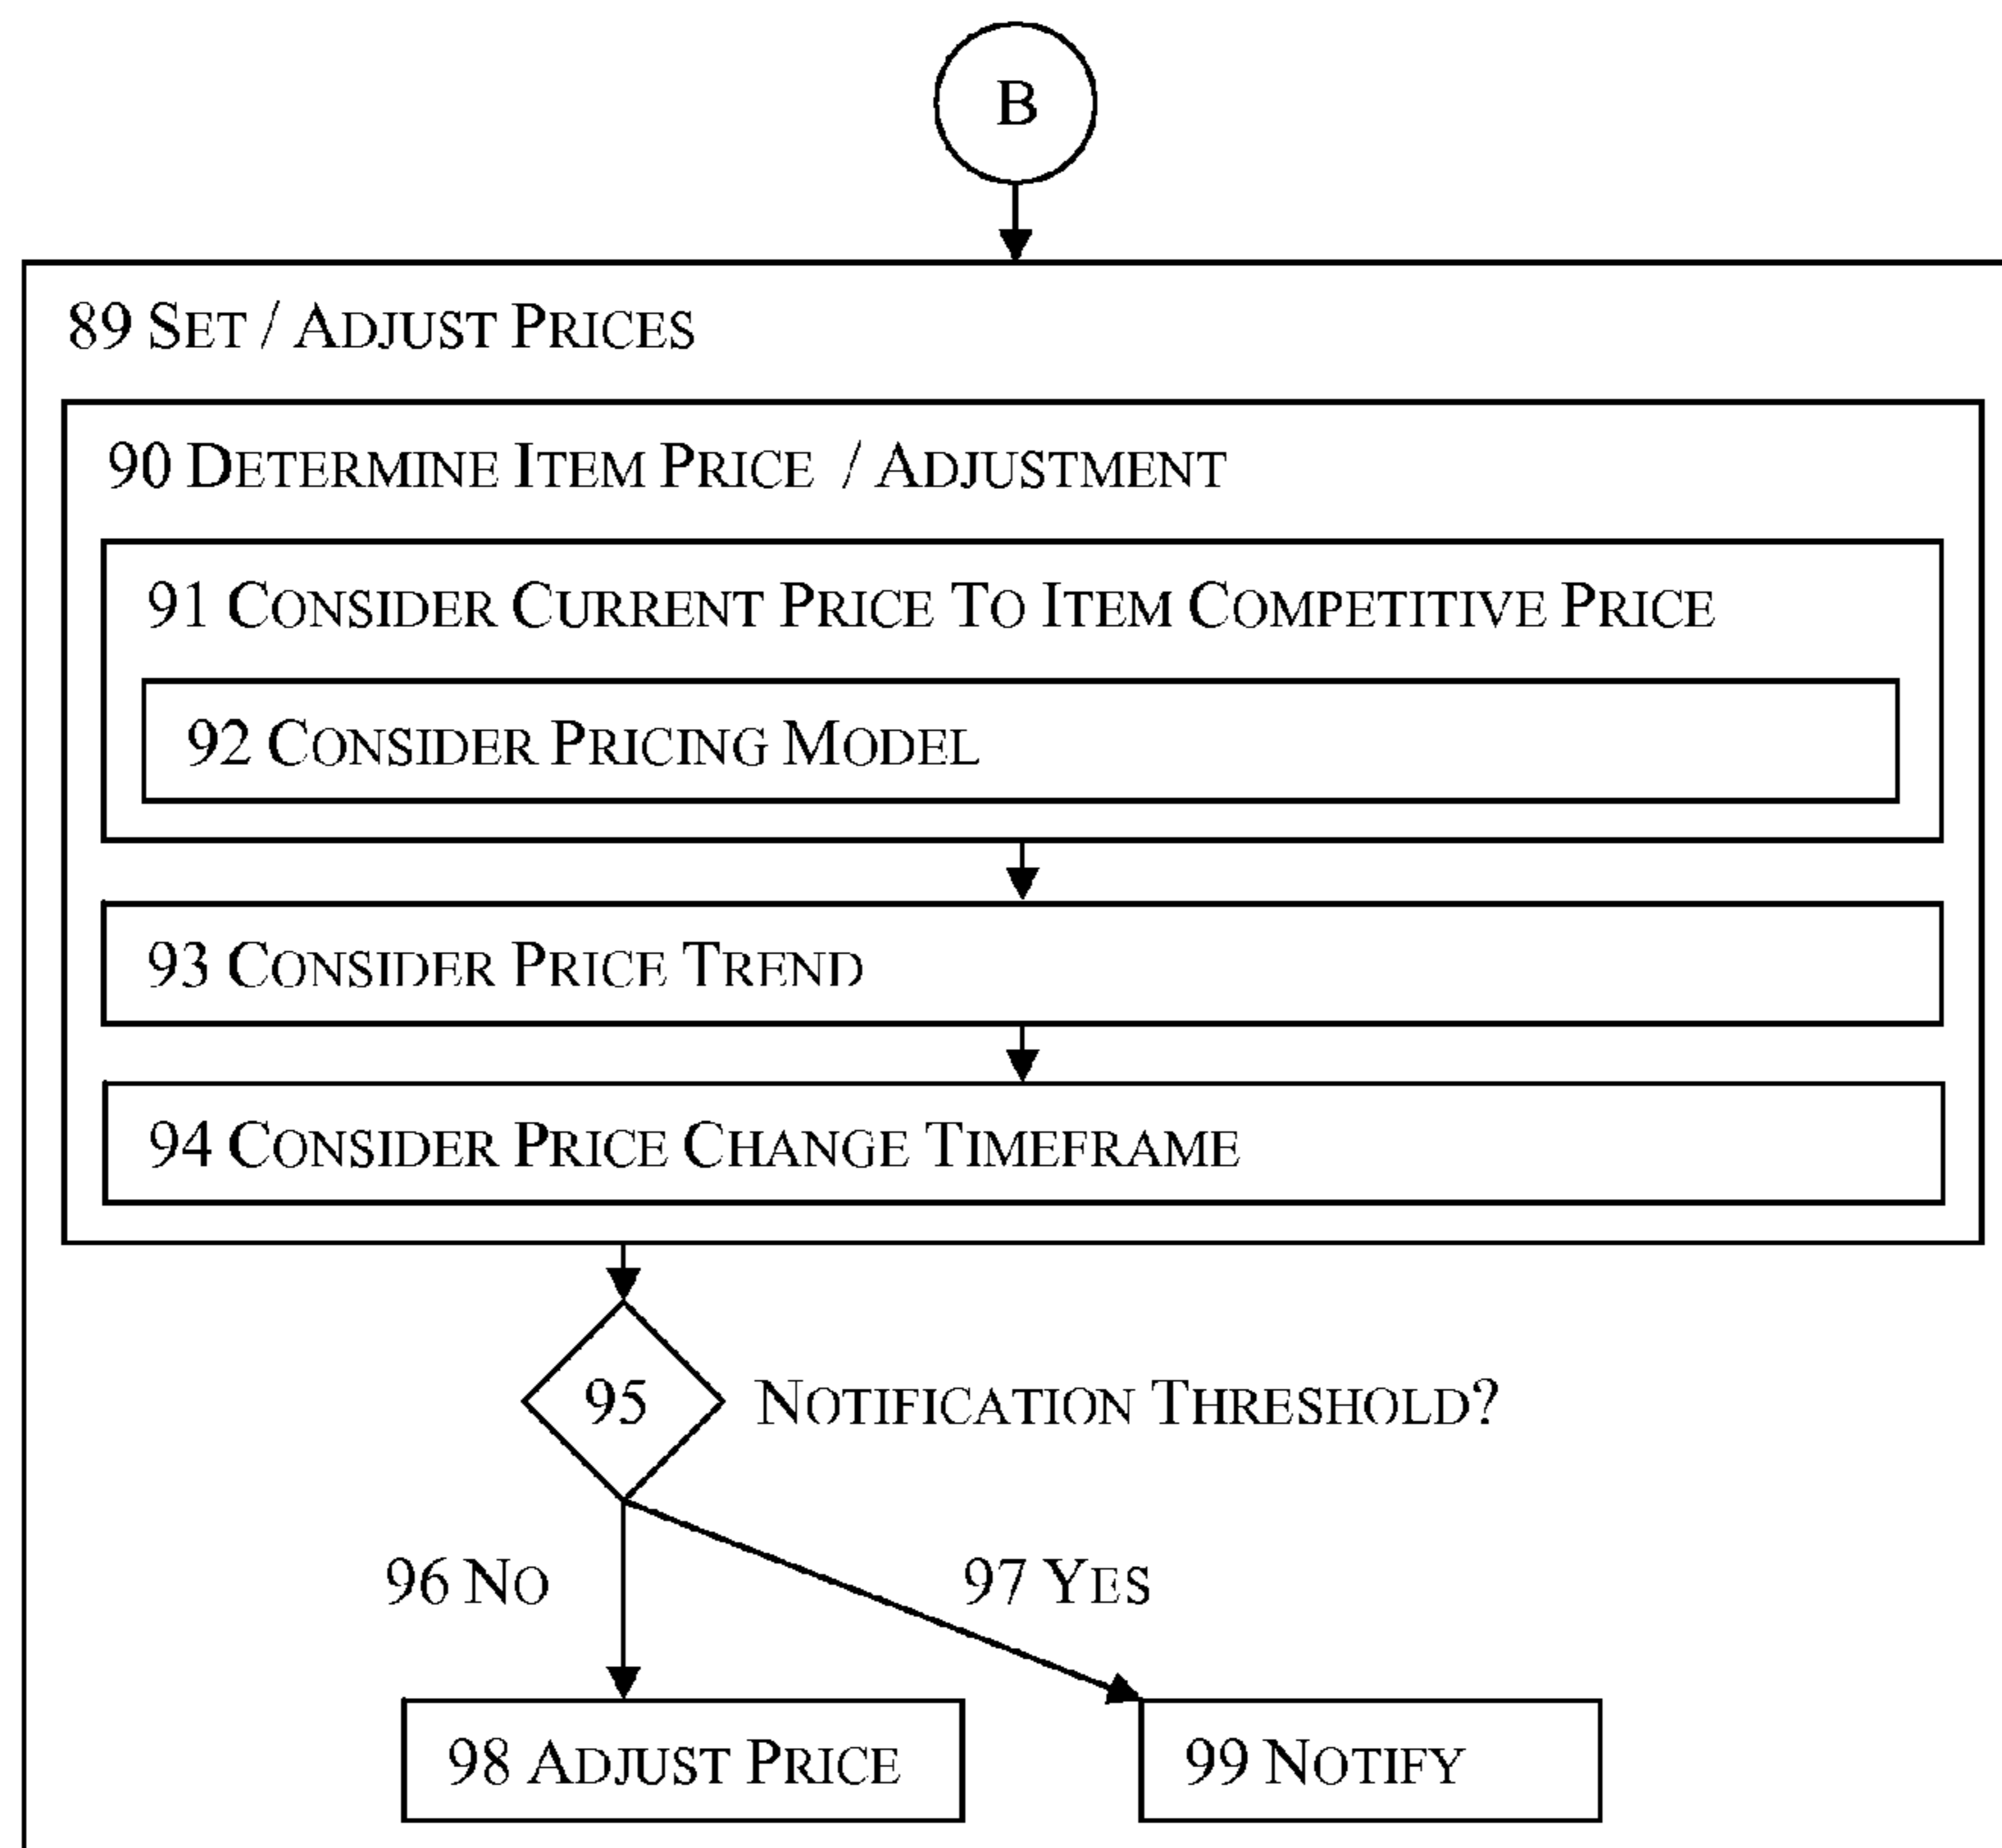 B
89 SET / ADJUST PRICES
90 DETERMINE ITEM PRICE / ADJUSTMENT
91 CONSIDER CURRENT PRICE TO ITEM COMPETITIVE PRICE
92 CONSIDER PRICING MODEL
93 CONSIDER PRICE TREND
94 CONSIDER PRICE CHANGE TIMEFRAME
95 NOTIFICATION THRESHOLD?
96 NO 97 YES
98 ADJUST PRICE 99 NOTIFY